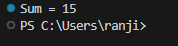 Sum = 15
PS C:\Users\ranji>